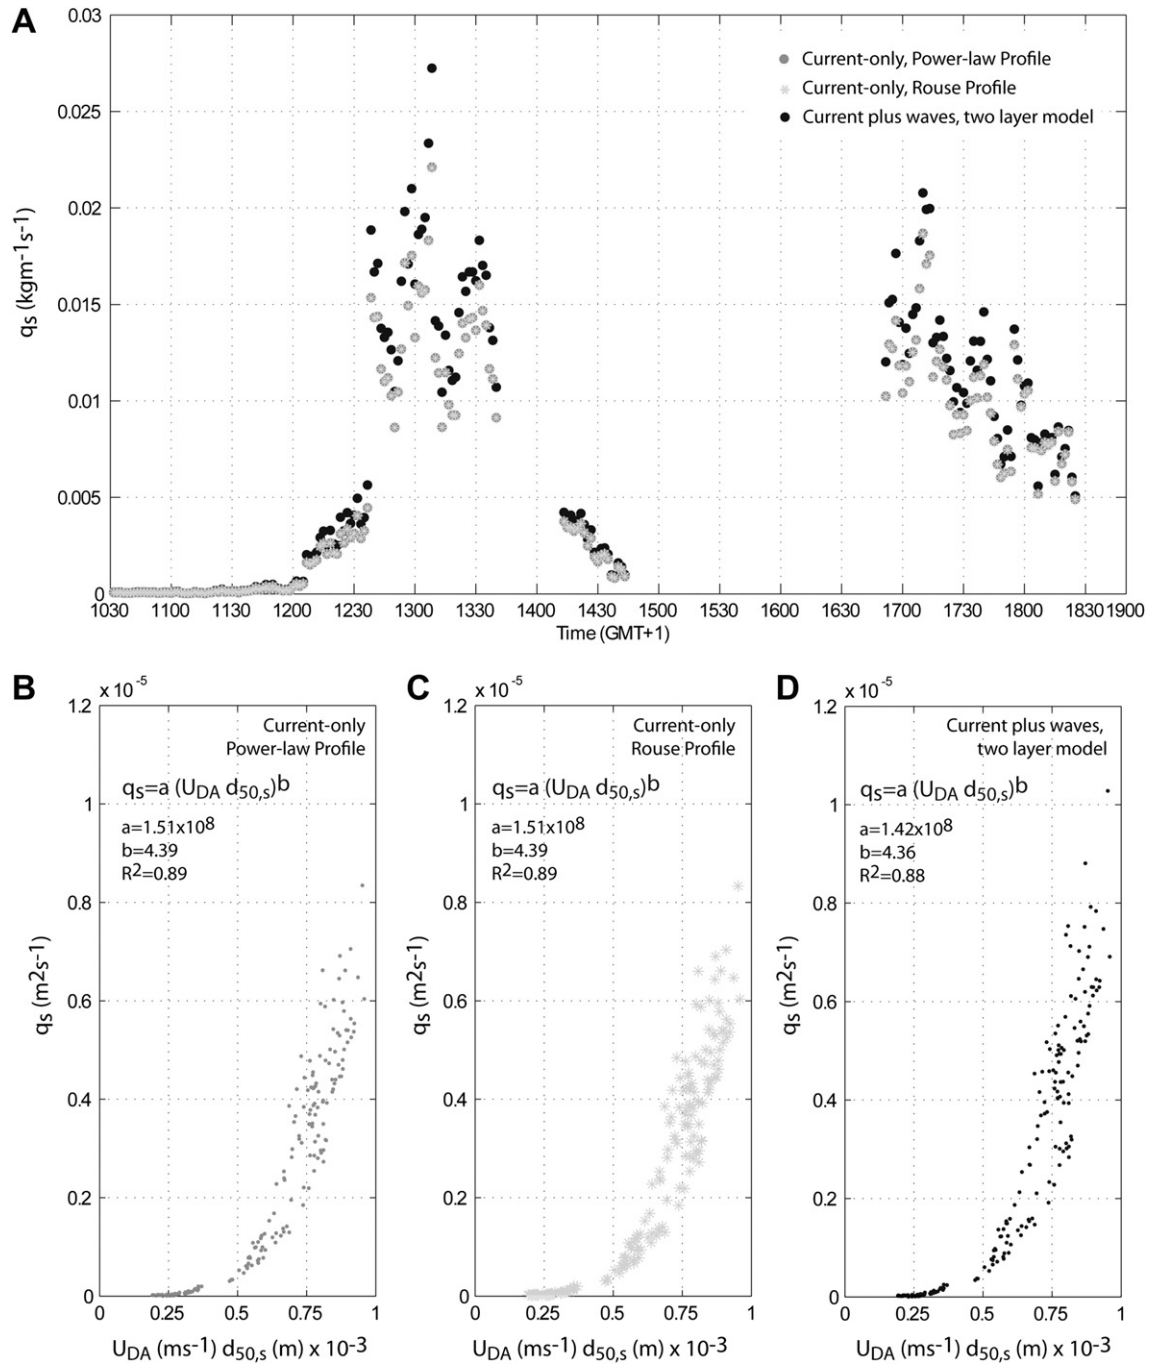 A
0.03
0.025
0.02
0.015
0.01
0.005
0
qs (kgm-1s-1)
Current-only, Power-law Profile
Current-only, Rouse Profile
Current plus waves, two layer model
1030 1100 1130 1200 1230 1300 1330 1400 1430 1500 1530 1600 1630 1700 1730 1800 1830 1900
Time (GMT+1)
B
x 10-5
1.2
1
0.8
0.6
0.4
0.2
0
qs (m2s-1)
Current-only
Power-law Profile
qs=a (UDA d50,s)b
a=1.51x108
b=4.39
R2=0.89
0 0.25 0.5 0.75 1
UDA (ms-1) d50,s (m) x 10-3
C
x 10-5
1.2
1
0.8
0.6
0.4
0.2
0
qs (m2s-1)
Current-only
Rouse Profile
qs=a (UDA d50,s)b
a=1.51x108
b=4.39
R2=0.89
0 0.25 0.5 0.75 1
UDA (ms-1) d50,s (m) x 10-3
D
x 10-5
1.2
1
0.8
0.6
0.4
0.2
0
qs (m2s-1)
Current plus waves,
two layer model
qs=a (UDA d50,s)b
a=1.42x108
b=4.36
R2=0.88
0 0.25 0.5 0.75 1
UDA (ms-1) d50,s (m) x 10-3